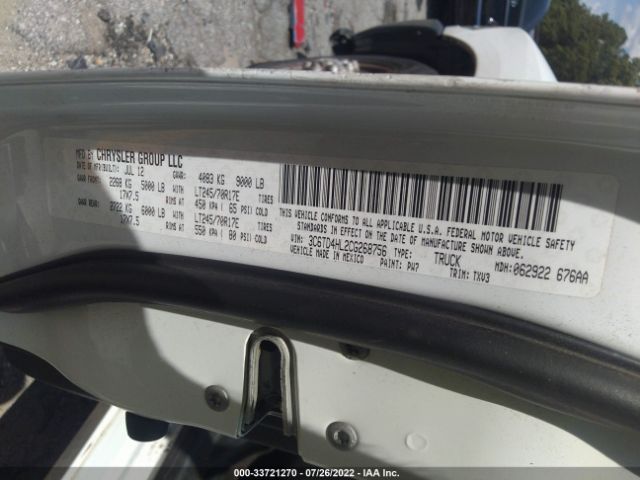 MFD BY CHRYSLER GROUP LLC
DATE OF MFR(BUILT): JUL 12 GVWR: 4083 KG 9000 LB
GAWR FRONT: 2268 KG 5000 LB WITH LT245/70R17E
17X7.5 450 KPA( 65 PSI) COLD
GAWR REAR: 2722 KG 6000 LB WITH LT245/70R17E
17X7.5 550 KPA( 80 PSI) COLD
THIS VEHICLE CONFORMS TO ALL APPLICABLE U.S.A. FEDERAL MOTOR VEHICLE SAFETY
STANDARDS IN EFFECT ON THE DATE OF MANUFACTURE SHOWN ABOVE.
VIN: 3C6TD4HL2CG268756 TYPE: TRUCK MDH:062922 676AA
VEHICLE MADE IN MEXICO PAINT: PW7 TRIM: TXV3
000-33721270 - 07/26/2022 - IAA Inc.